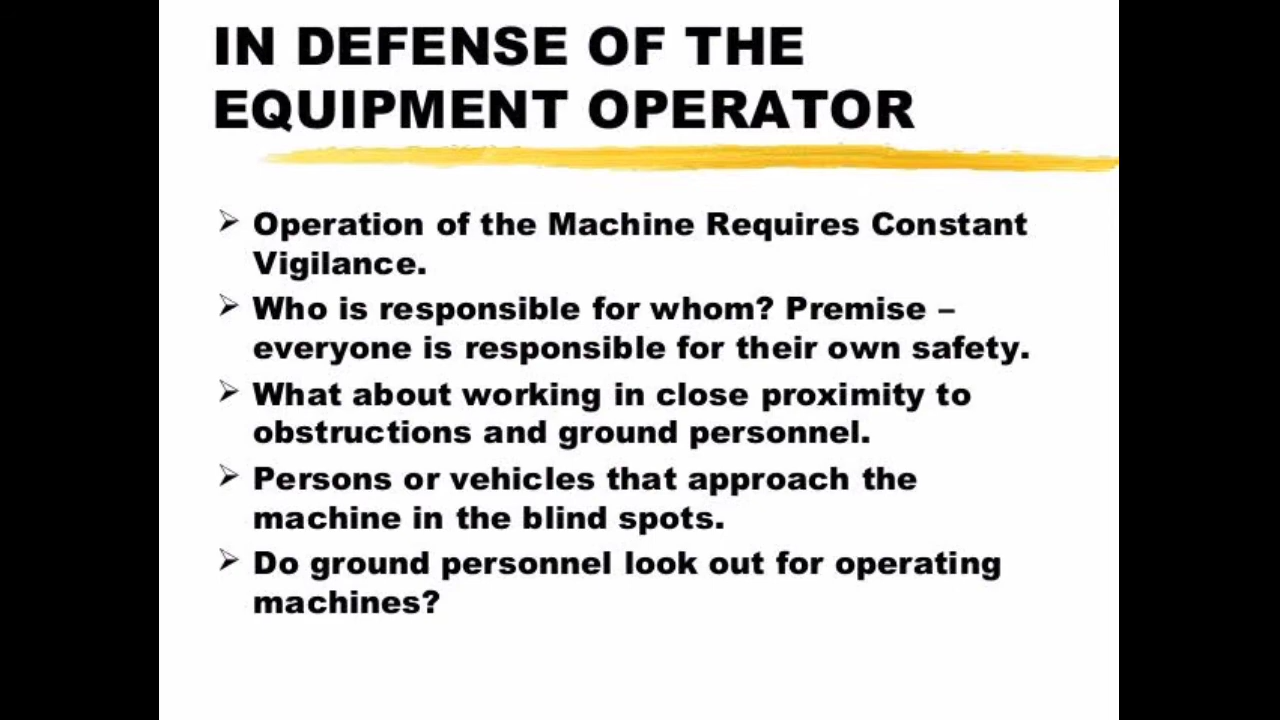 IN DEFENSE OF THE
EQUIPMENT OPERATOR
Operation of the Machine Requires Constant
Vigilance.
Who is responsible for whom? Premise –
everyone is responsible for their own safety.
What about working in close proximity to
obstructions and ground personnel.
Persons or vehicles that approach the
machine in the blind spots.
Do ground personnel look out for operating
machines?